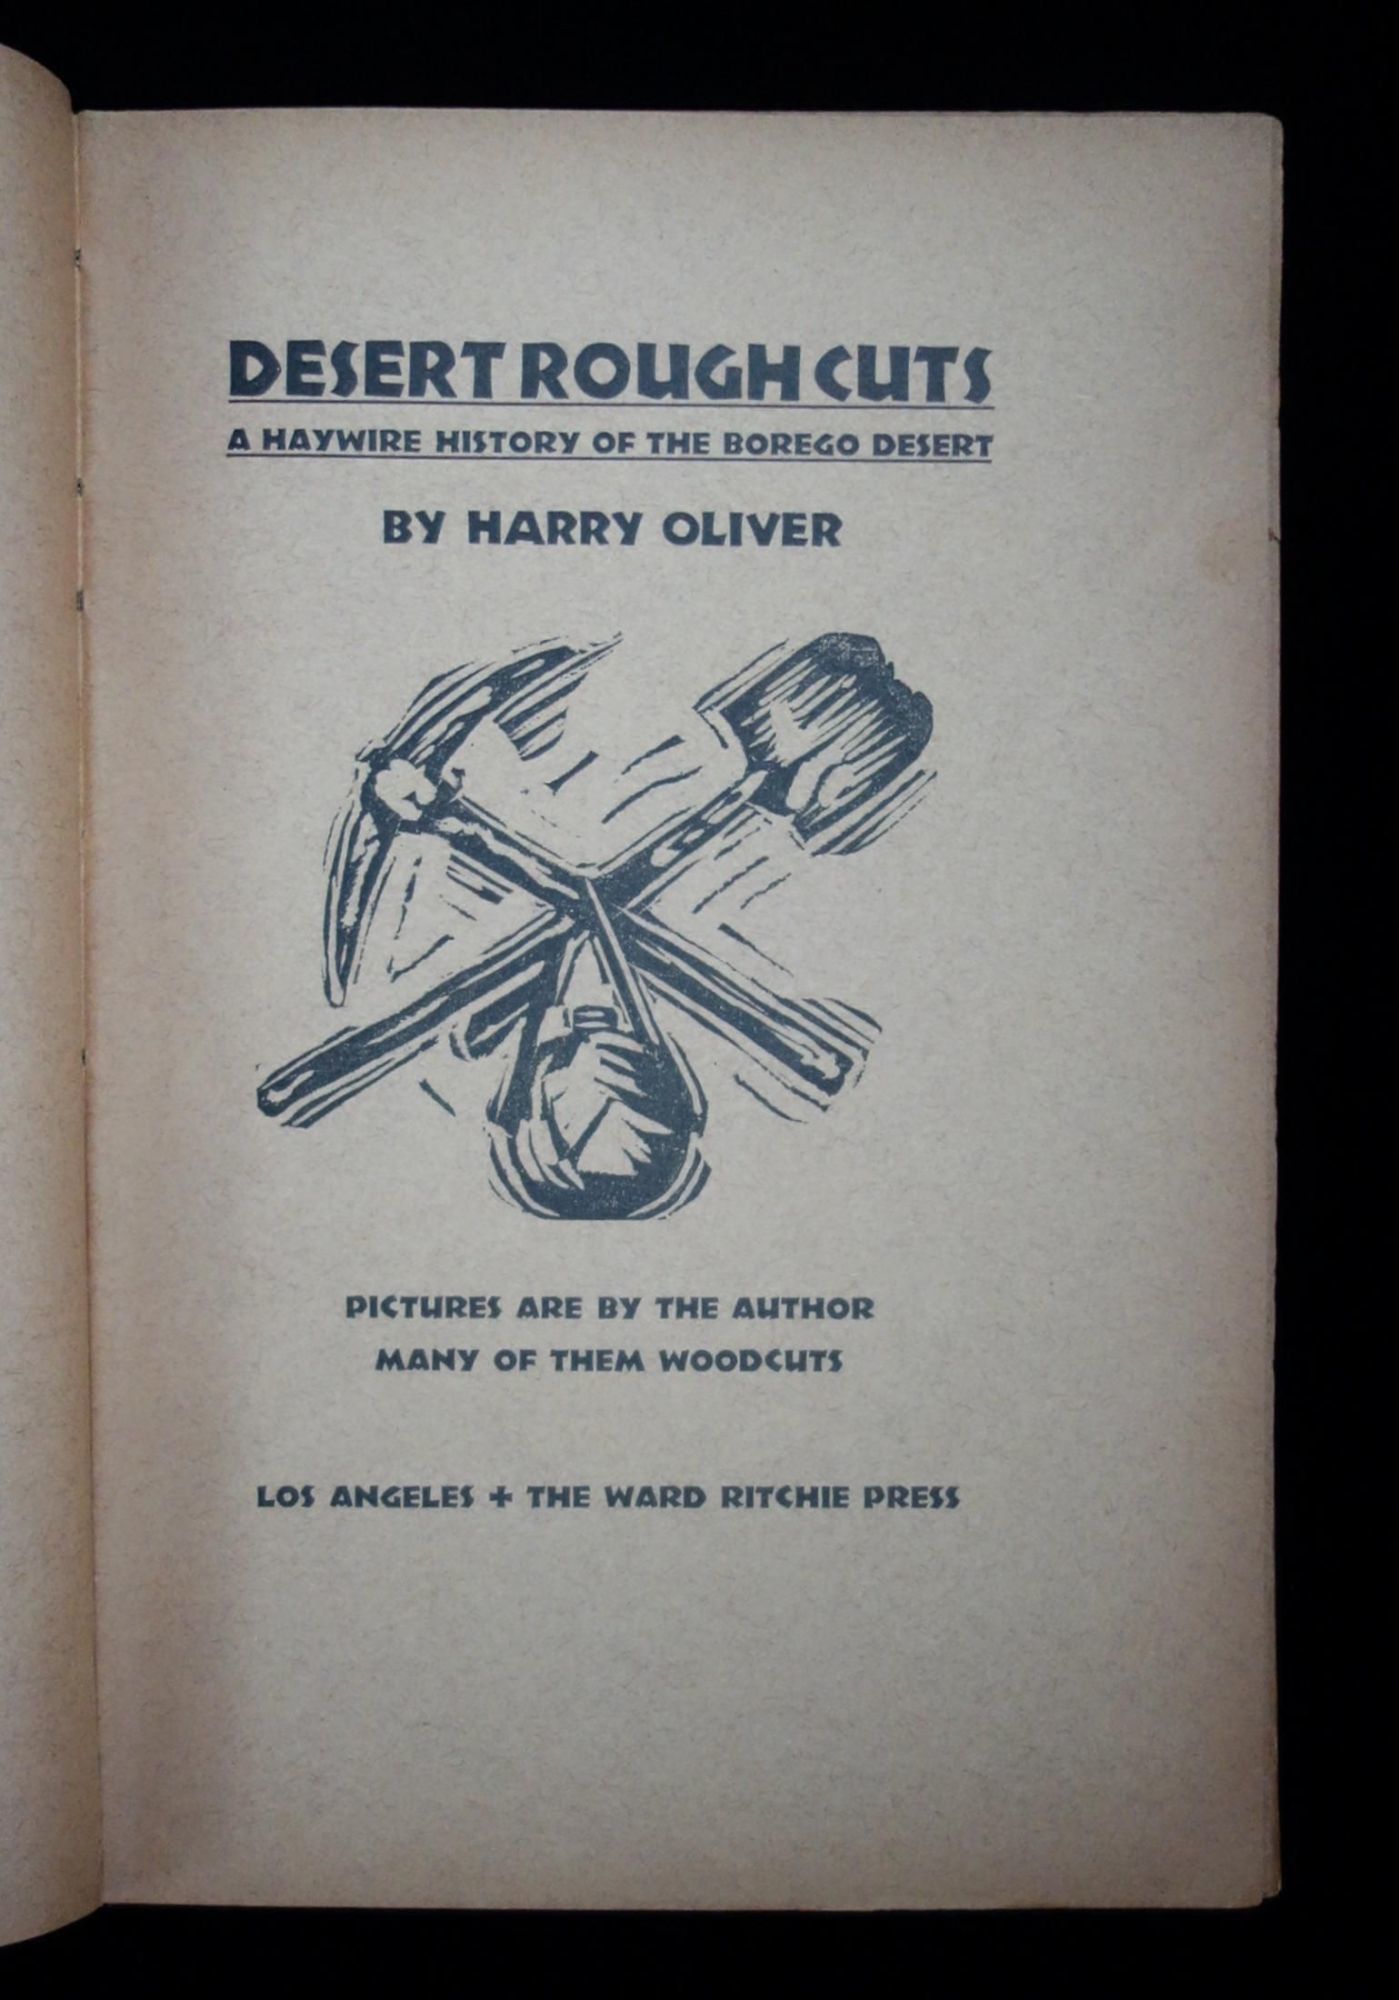 DESERT ROUGH CUTS
A HAYWIRE HISTORY OF THE BOREGO DESERT
BY HARRY OLIVER
PICTURES ARE BY THE AUTHOR
MANY OF THEM WOODCUTS
LOS ANGELES + THE WARD RITCHIE PRESS